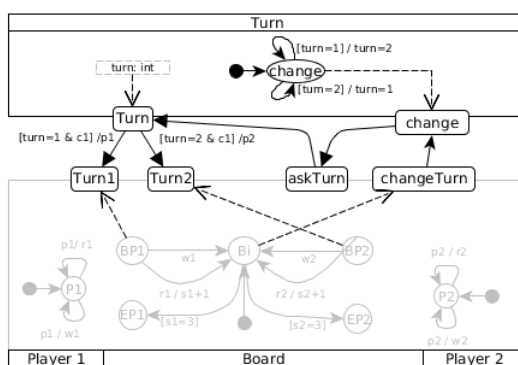 Turn
[turn=1] / turn=2
turn: int
change
[turn=2] / turn=1
Turn
change
[turn=1 & c1] /p1
[turn=2 & c1] /p2
Turn1
Turn2
askTurn
changeTurn
p1/ r1
BP1
w1
Bi
w2
BP2
p2 / r2
P1
r1 / s1+1
r2 / s2+1
P2
EP1
[s1=3]
[s2=3]
EP2
p1 / w1
p2 / w2
Player 1
Board
Player 2